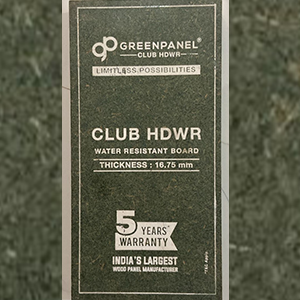 GREENPANEL®
CLUB HDWR
LIMITLESS POSSIBILITIES
CLUB HDWR
WATER RESISTANT BOARD
THICKNESS : 16.75 mm
5 YEARS*
WARRANTY
INDIA'S LARGEST
WOOD PANEL MANUFACTURER
*T&C Apply